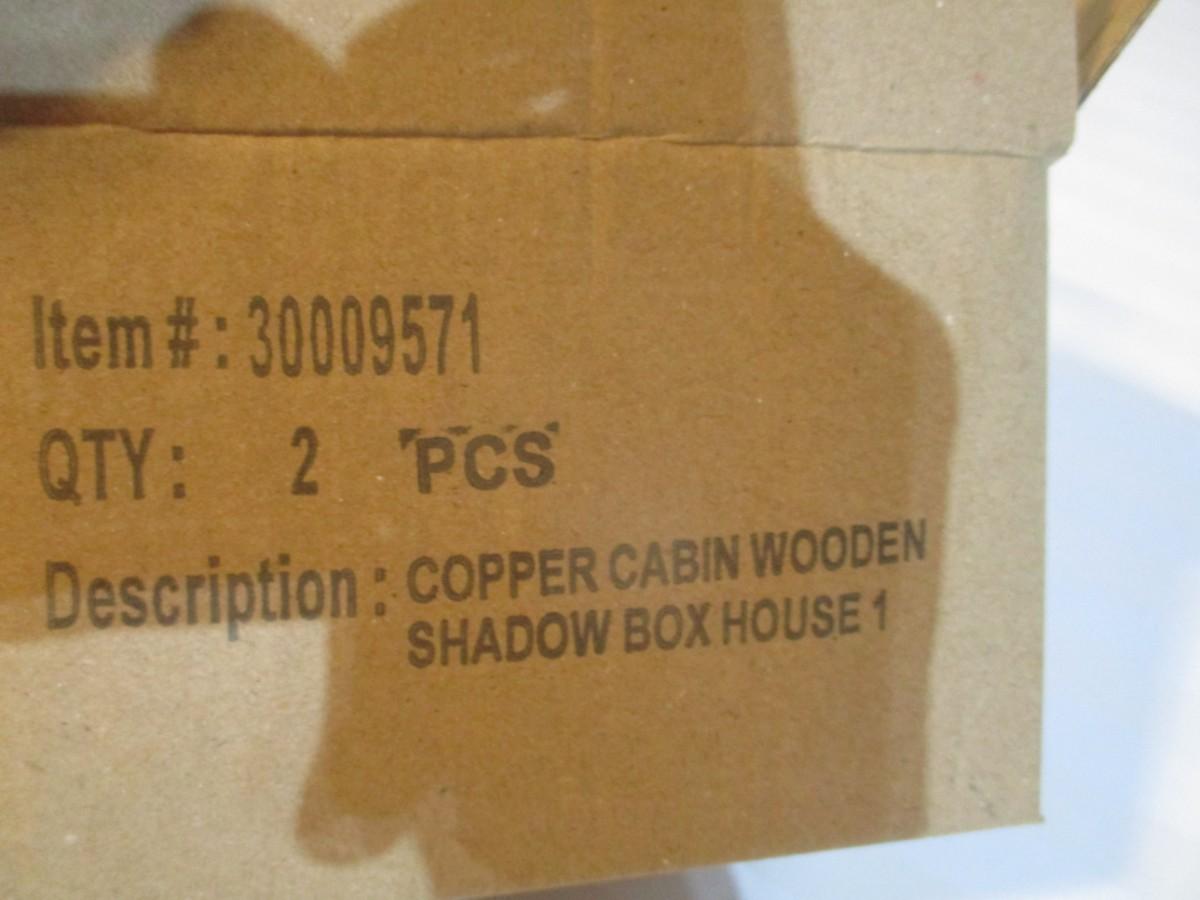 Item #: 30009571
QTY: 2 PCS
Description: COPPER CABIN WOODEN
SHADOW BOX HOUSE 1